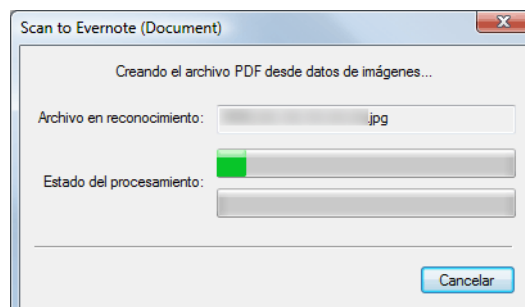 Scan to Evernote (Document)
Creando el archivo PDF desde datos de imágenes...
Archivo en reconocimiento: .jpg
Estado del procesamiento:
Cancelar